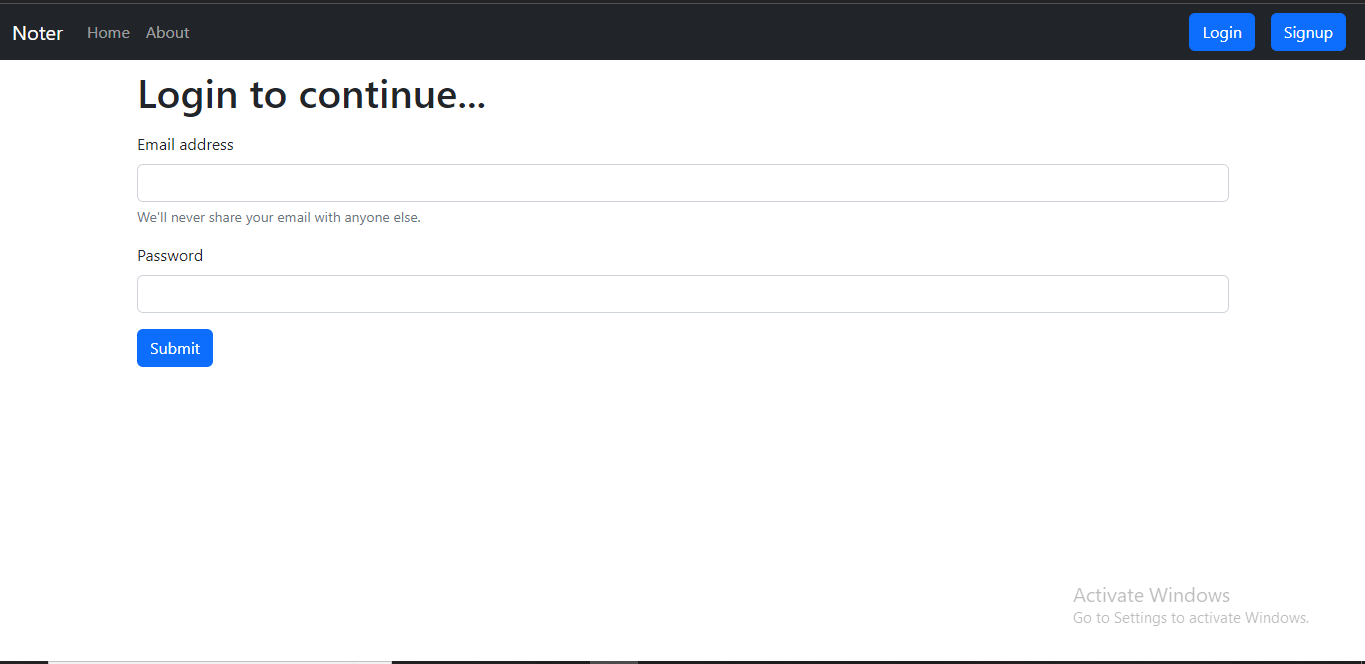 Noter Home About Login Signup
Login to continue...
Email address
We'll never share your email with anyone else.
Password
Submit
Activate Windows
Go to Settings to activate Windows.